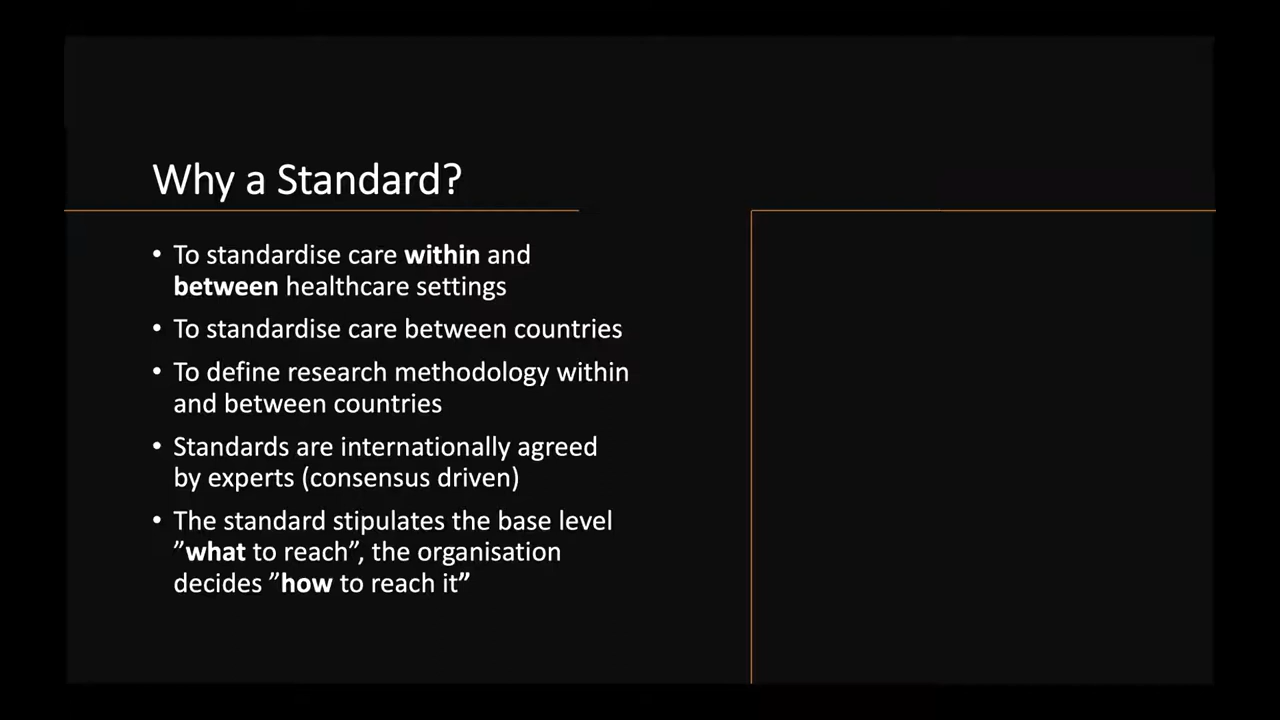 Why a Standard?
• To standardise care within and
between healthcare settings
• To standardise care between countries
• To define research methodology within
and between countries
• Standards are internationally agreed
by experts (consensus driven)
• The standard stipulates the base level
”what to reach”, the organisation
decides ”how to reach it”